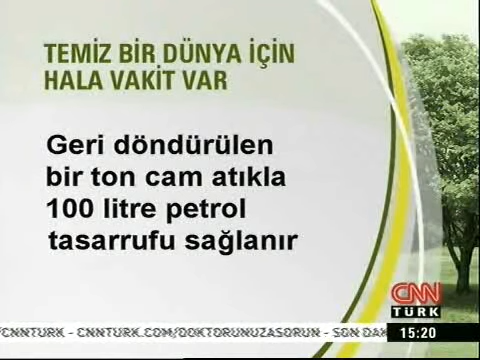 TEMİZ BİR DÜNYA İÇİN
HALA VAKİT VAR
Geri döndürülen
bir ton cam atıkla
100 litre petrol
tasarrufu sağlanır
CNN
TÜRK
/CNNTURK - CNNTURK.COM/DOKTORUNUZASORUN - SON DAK
15:20